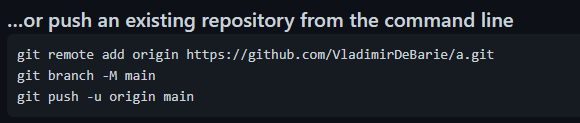 ...or push an existing repository from the command line
git remote add origin https://github.com/VladimirDeBarie/a.git
git branch -M main
git push -u origin main